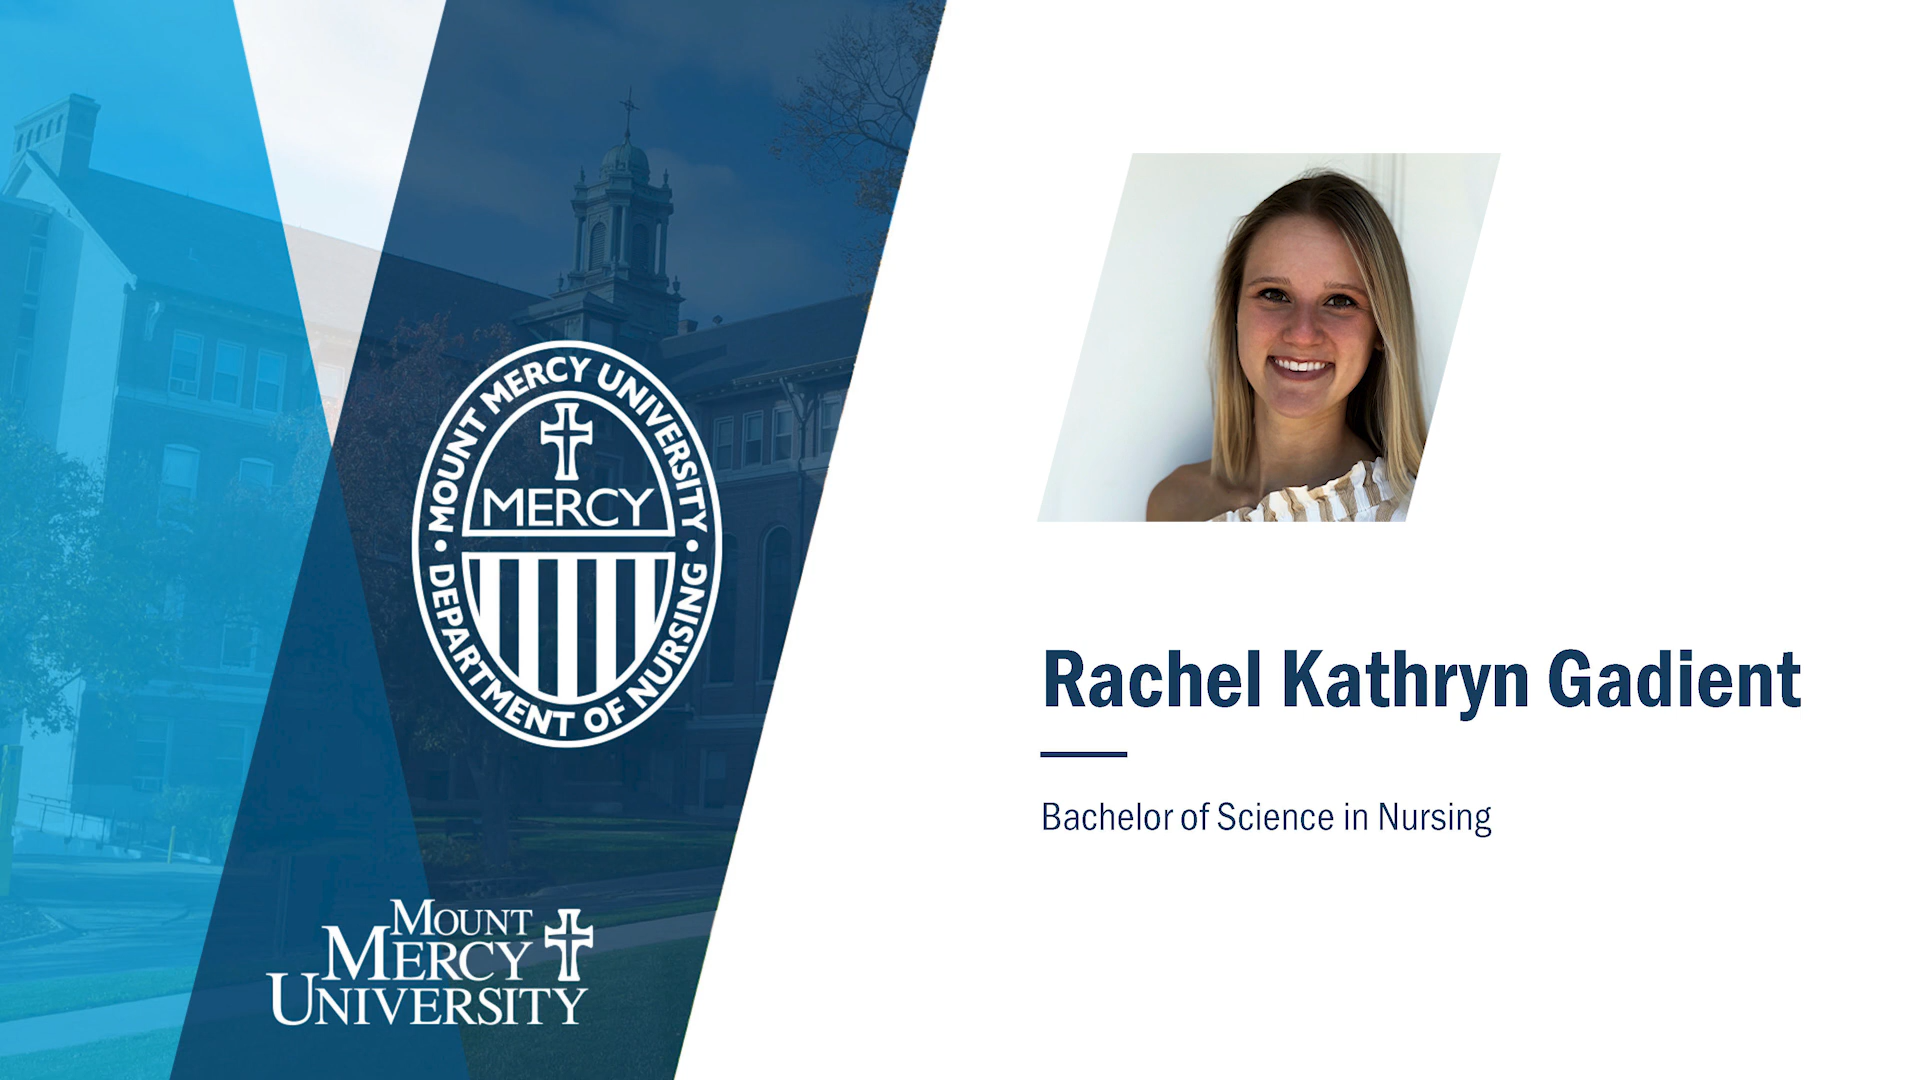 MOUNT MERCY UNIVERSITY
MERCY
DEPARTMENT OF NURSING
MOUNT
MERCY
UNIVERSITY
Rachel Kathryn Gadient
Bachelor of Science in Nursing